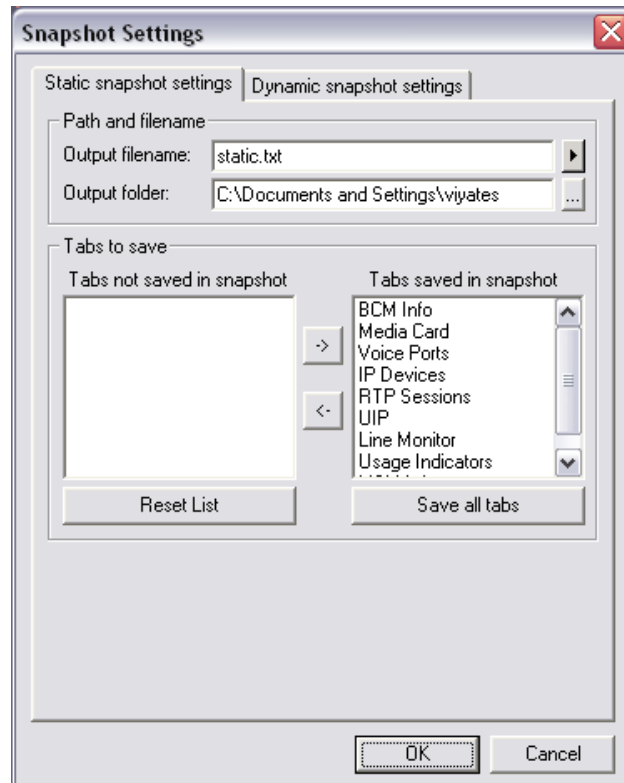 Snapshot Settings
Static snapshot settings
Dynamic snapshot settings
Path and filename
Output filename:
static.txt
Output folder:
C:\Documents and Settings\viyates
...
Tabs to save
Tabs not saved in snapshot
Tabs saved in snapshot
BCM Info
Media Card
Voice Ports
IP Devices
RTP Sessions
UIP
Line Monitor
Usage Indicators
->
<-
Reset List
Save all tabs
OK
Cancel